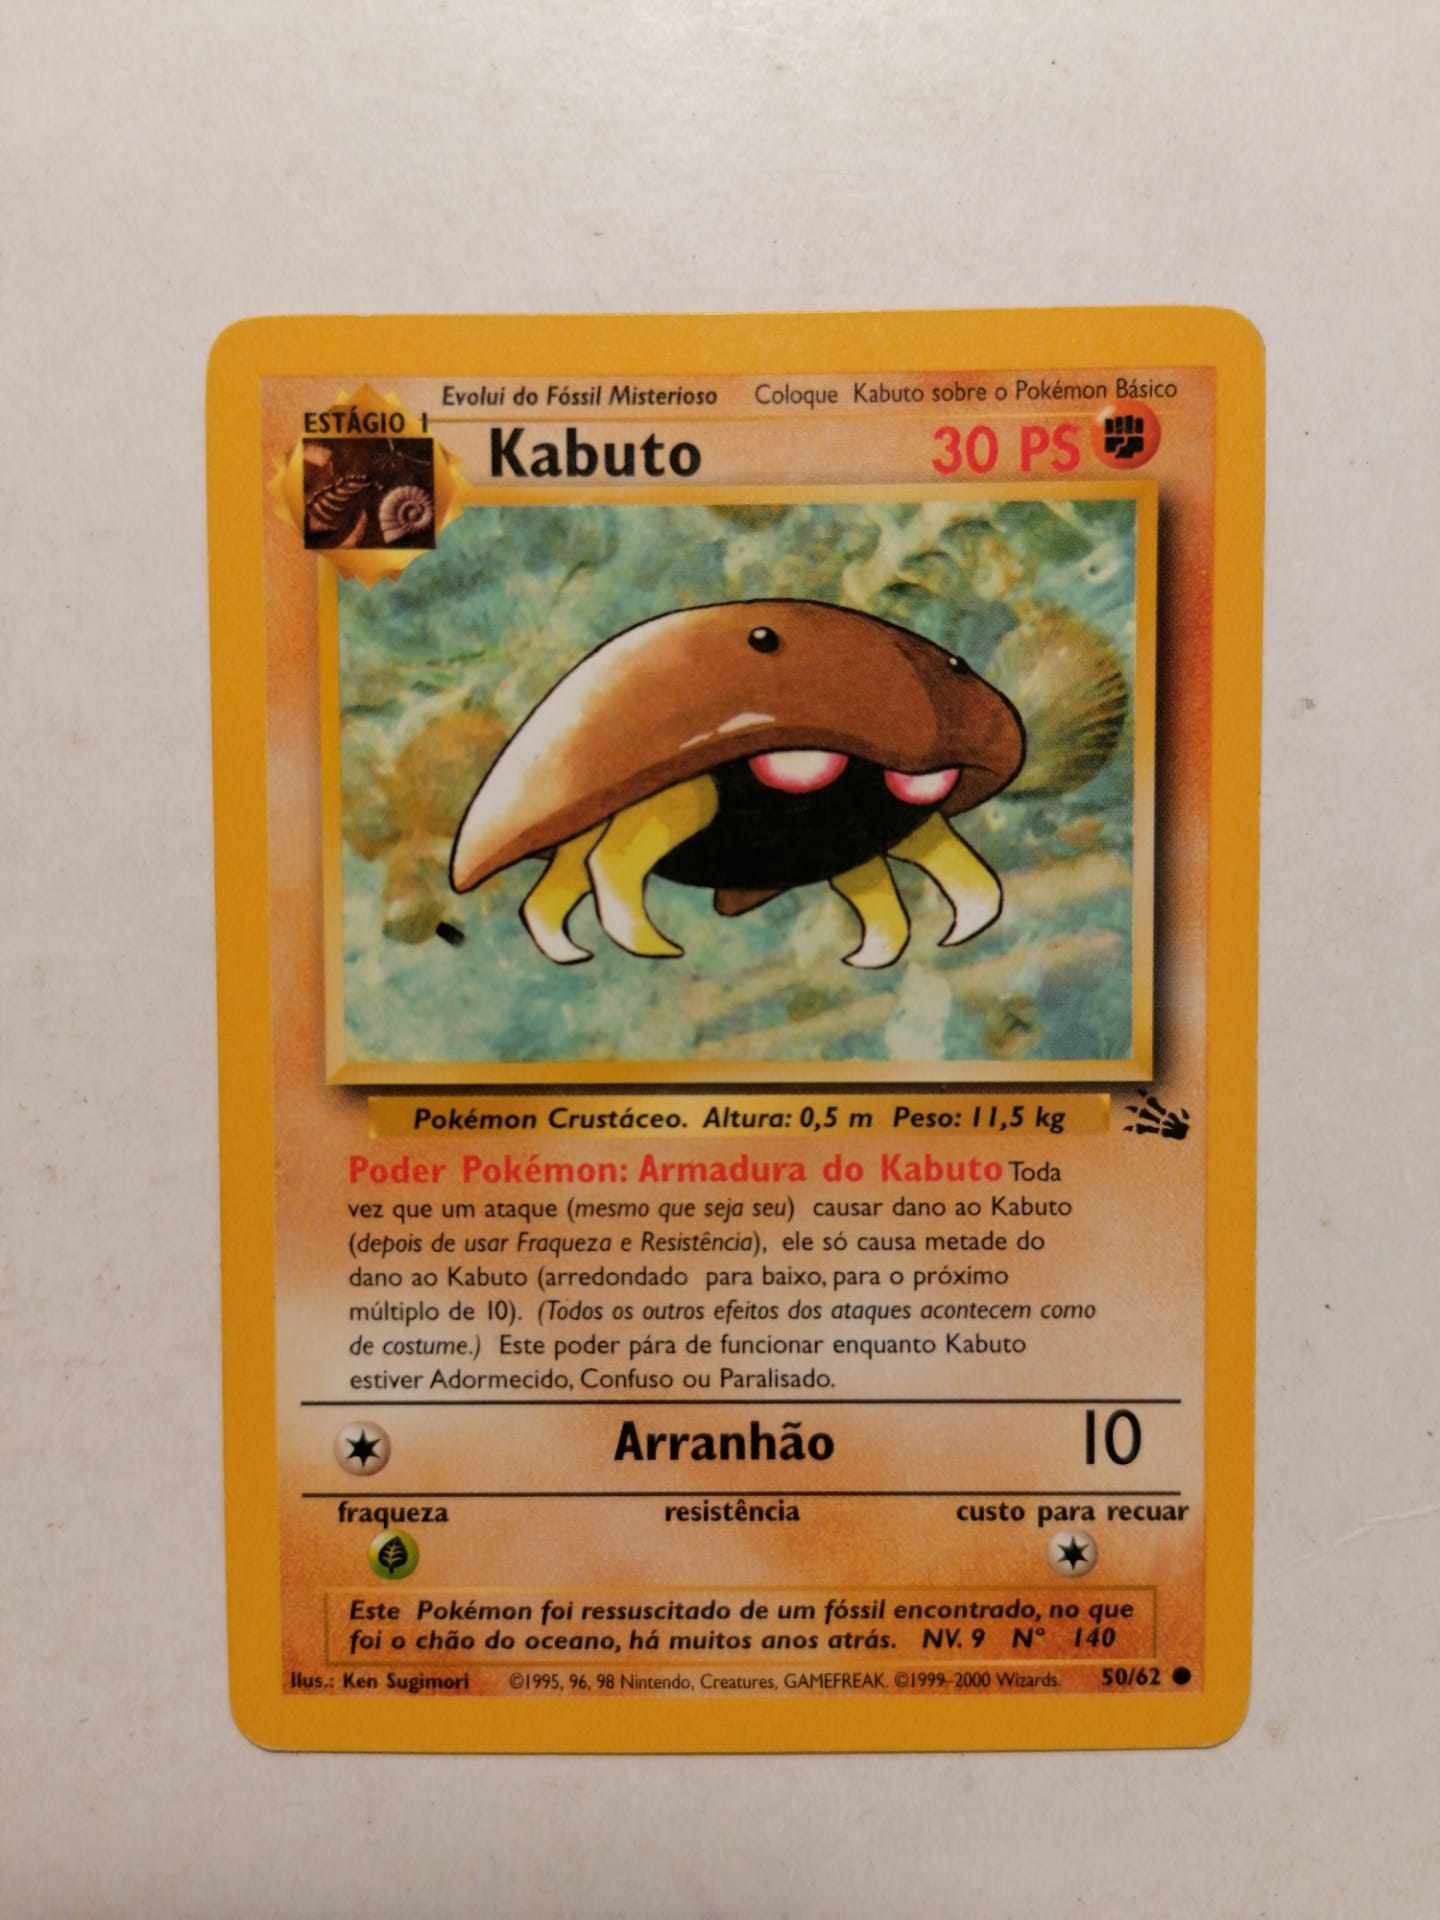 Evolui do Fóssil Misterioso Coloque Kabuto sobre o Pokémon Básico
ESTÁGIO 1
Kabuto 30 PS
Pokémon Crustáceo. Altura: 0,5 m Peso: 11,5 kg
Poder Pokémon: Armadura do Kabuto Toda
vez que um ataque (mesmo que seja seu) causar dano ao Kabuto
(depois de usar Fraqueza e Resistência), ele só causa metade do
dano ao Kabuto (arredondado para baixo, para o próximo
múltiplo de 10). (Todos os outros efeitos dos ataques acontecem como
de costume.) Este poder pára de funcionar enquanto Kabuto
estiver Adormecido, Confuso ou Paralisado.
Arranhão 10
fraqueza resistência custo para recuar
Este Pokémon foi ressuscitado de um fóssil encontrado, no que
foi o chão do oceano, há muitos anos atrás. NV. 9 Nº 140
Ilus.: Ken Sugimori ©1995, 96, 98 Nintendo, Creatures, GAMEFREAK. ©1999-2000 Wizards. 50/62